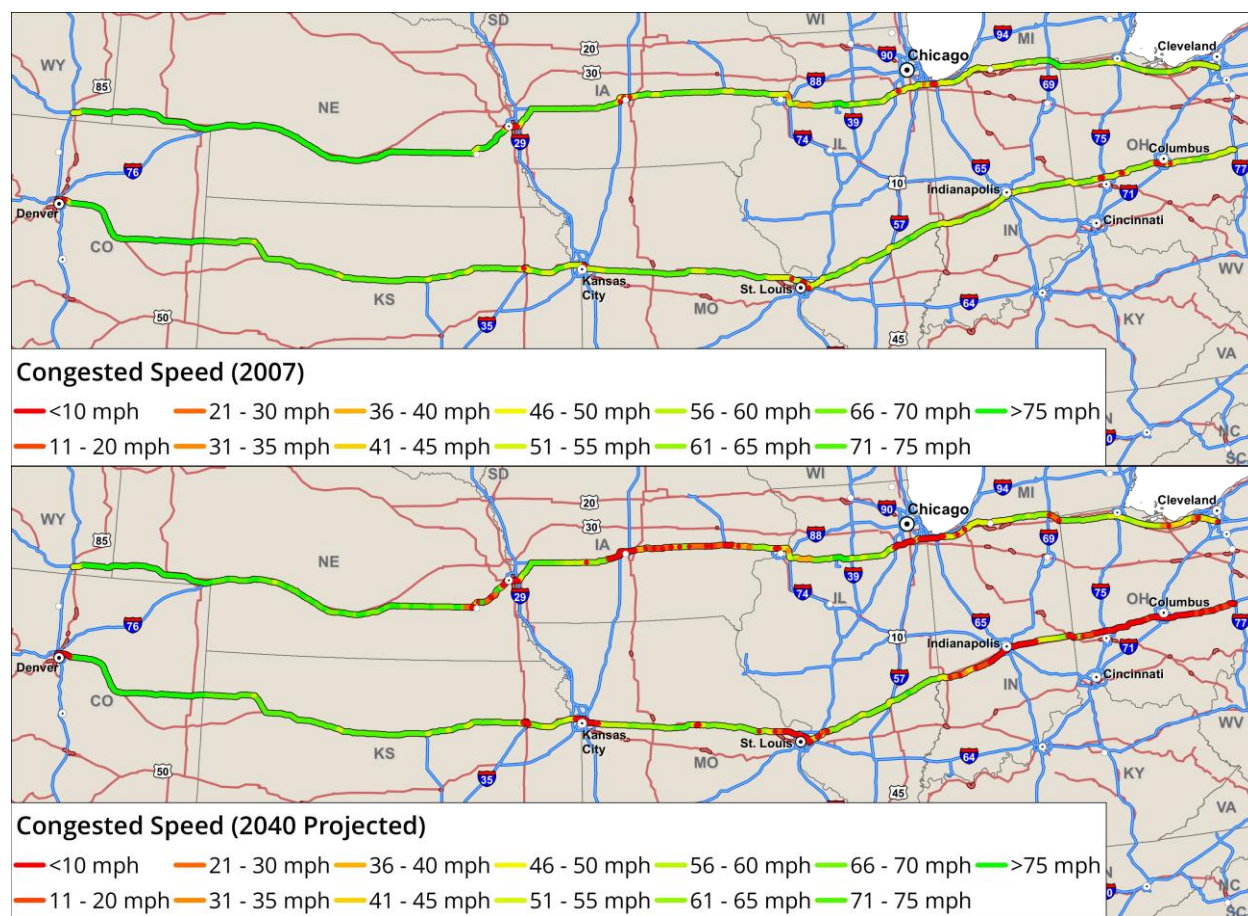 SD
WI
MI
94
Cleveland
20
90
Chicago
WY
85
30
88
69
NE
IA
29
74
39
IL
75
OH
Columbus
76
65
77
10
Indianapolis
71
Denver
Cincinnati
CO
57
IN
Kansas
City
WV
KS
St. Louis
MO
64
50
35
KY
45
VA
Congested Speed (2007)
<10 mph 21 - 30 mph 36 - 40 mph 46 - 50 mph 56 - 60 mph 66 - 70 mph >75 mph
11 - 20 mph 31 - 35 mph 41 - 45 mph 51 - 55 mph 61 - 65 mph 71 - 75 mph
NC
SC
SD
WI
MI
94
Cleveland
20
90
Chicago
WY
85
30
88
69
NE
IA
29
74
39
IL
75
OH
Columbus
76
65
77
10
Indianapolis
71
Denver
Cincinnati
CO
57
IN
Kansas
City
WV
KS
St. Louis
MO
64
50
35
KY
45
VA
Congested Speed (2040 Projected)
<10 mph 21 - 30 mph 36 - 40 mph 46 - 50 mph 56 - 60 mph 66 - 70 mph >75 mph
11 - 20 mph 31 - 35 mph 41 - 45 mph 51 - 55 mph 61 - 65 mph 71 - 75 mph
NC
SC